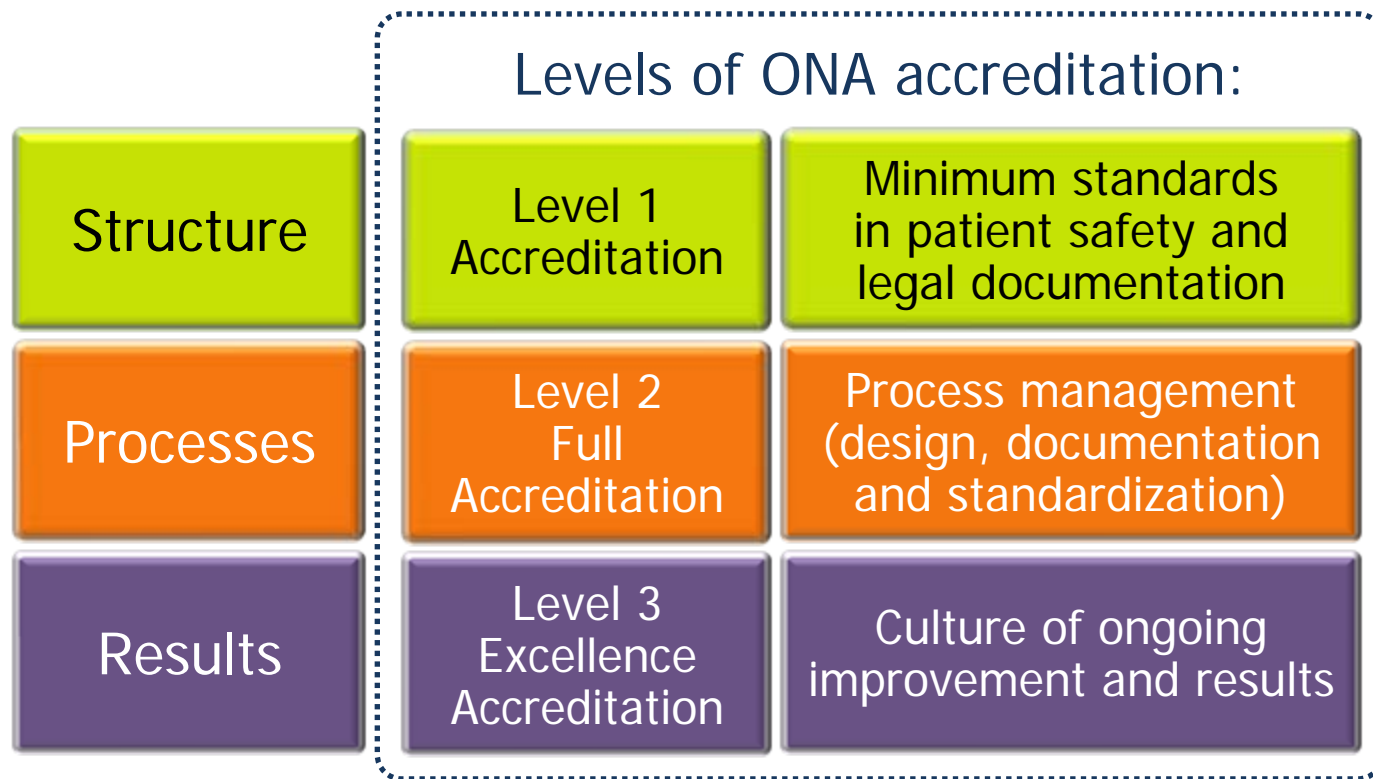 Levels of ONA accreditation:
Structure
Level 1
Accreditation
Minimum standards
in patient safety and
legal documentation
Processes
Level 2
Full
Accreditation
Process management
(design, documentation
and standardization)
Results
Level 3
Excellence
Accreditation
Culture of ongoing
improvement and results